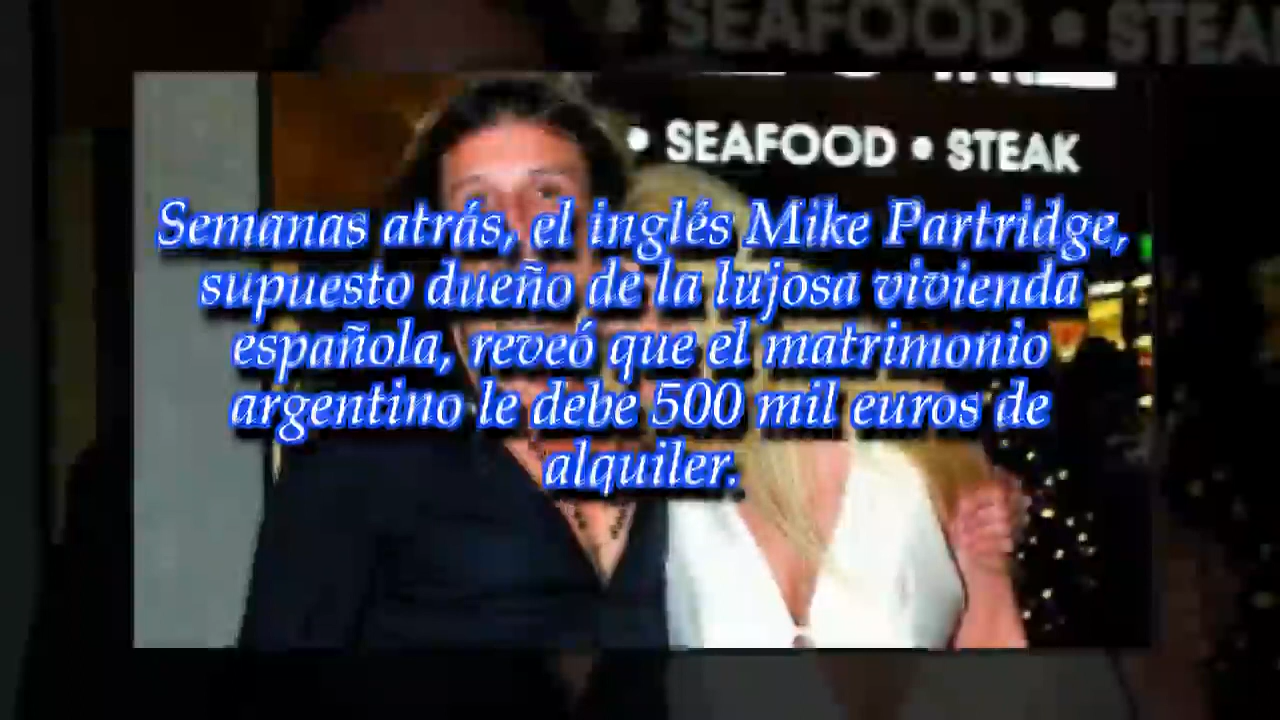 SEAFOOD • STEA
• SEAFOOD • STEAK
Semanas atrás, el inglés Mike Partridge,
supuesto dueño de la lujosa vivienda
española, reveó que el matrimonio
argentino le debe 500 mil euros de
alquiler.